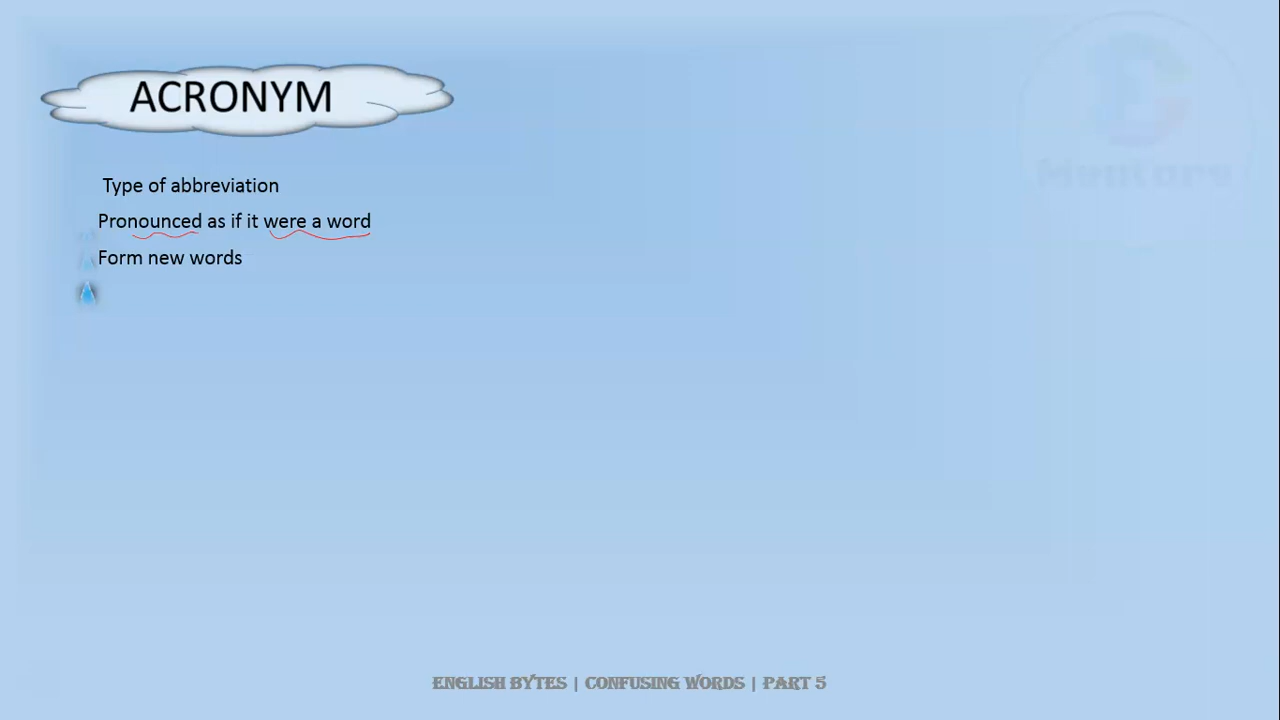 ACRONYM
Type of abbreviation
Pronounced as if it were a word
Form new words
Mentors
ENGLISH BYTES | CONFUSING WORDS | PART 5